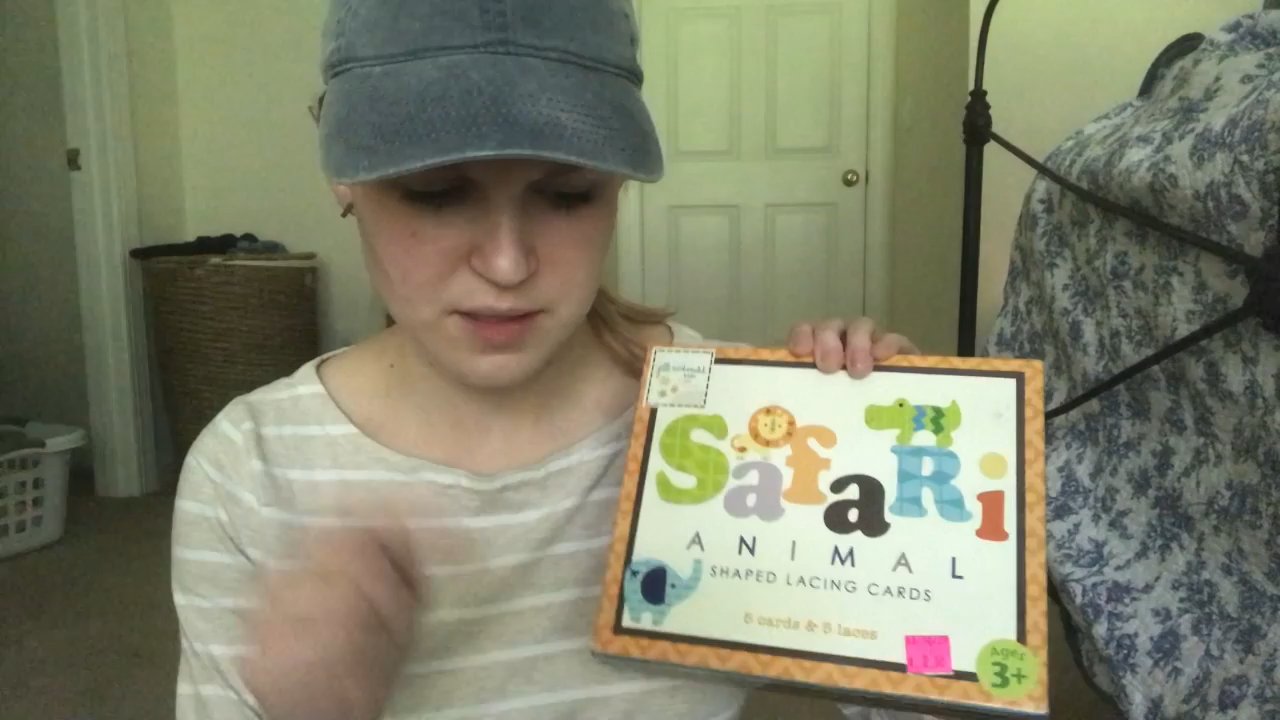 Safari
ANIMAL
SHAPED LACING CARDS
5 cards & 5 laces
Ages
3+